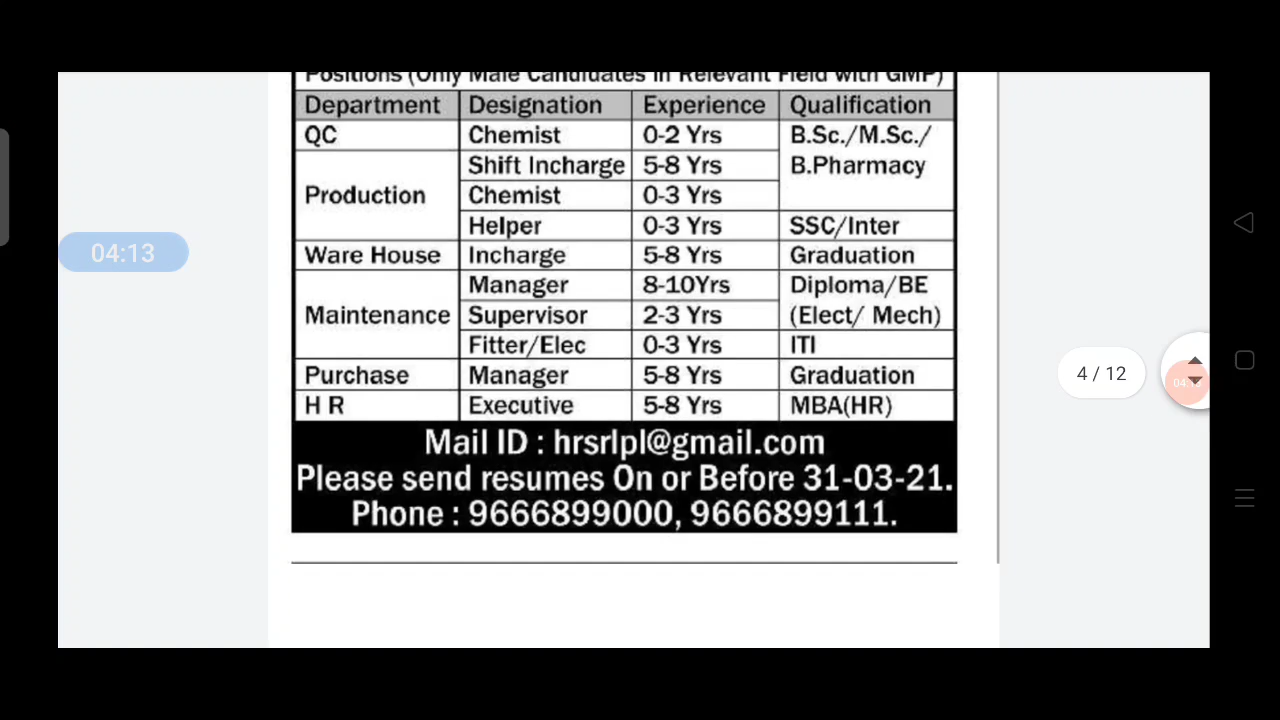 Positions (Only Male Candidates in Relevant Field with GMP)
Department Designation Experience Qualification
QC Chemist 0-2 Yrs B.Sc./M.Sc./
Shift Incharge 5-8 Yrs B.Pharmacy
Production Chemist 0-3 Yrs
Helper 0-3 Yrs SSC/Inter
Ware House Incharge 5-8 Yrs Graduation
Manager 8-10Yrs Diploma/BE
Maintenance Supervisor 2-3 Yrs (Elect/ Mech)
Fitter/Elec 0-3 Yrs ITI
Purchase Manager 5-8 Yrs Graduation
H R Executive 5-8 Yrs MBA(HR)
Mail ID : hrsrlpl@gmail.com
Please send resumes On or Before 31-03-21.
Phone : 9666899000, 9666899111.
04:13
4 / 12